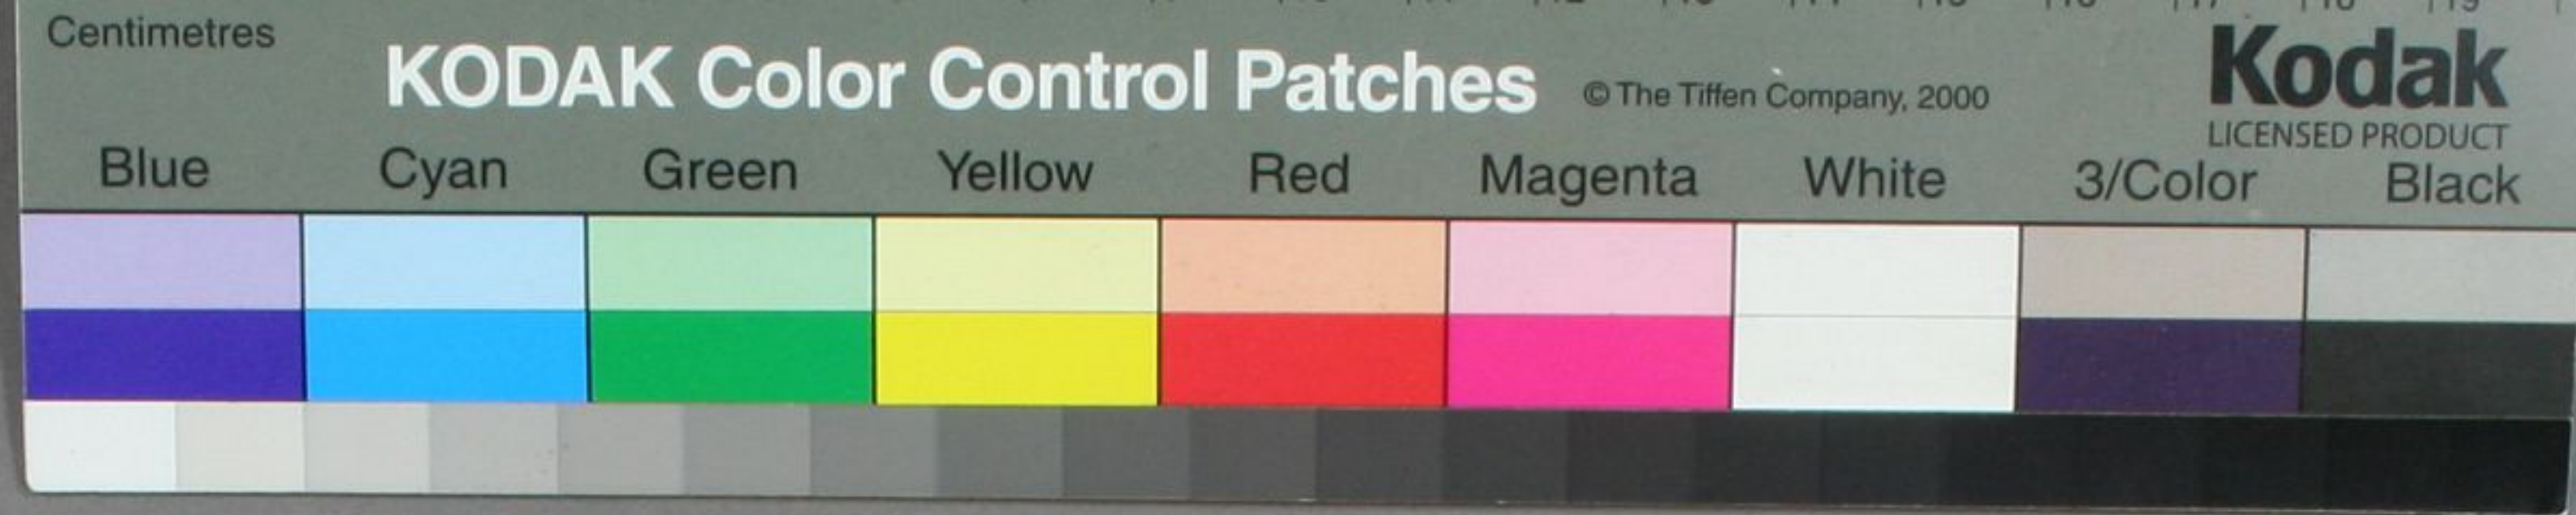 Centimetres
KODAK Color Control Patches
© The Tiffen Company, 2000
Kodak
LICENSED PRODUCT
Blue Cyan Green Yellow Red Magenta White 3/Color Black